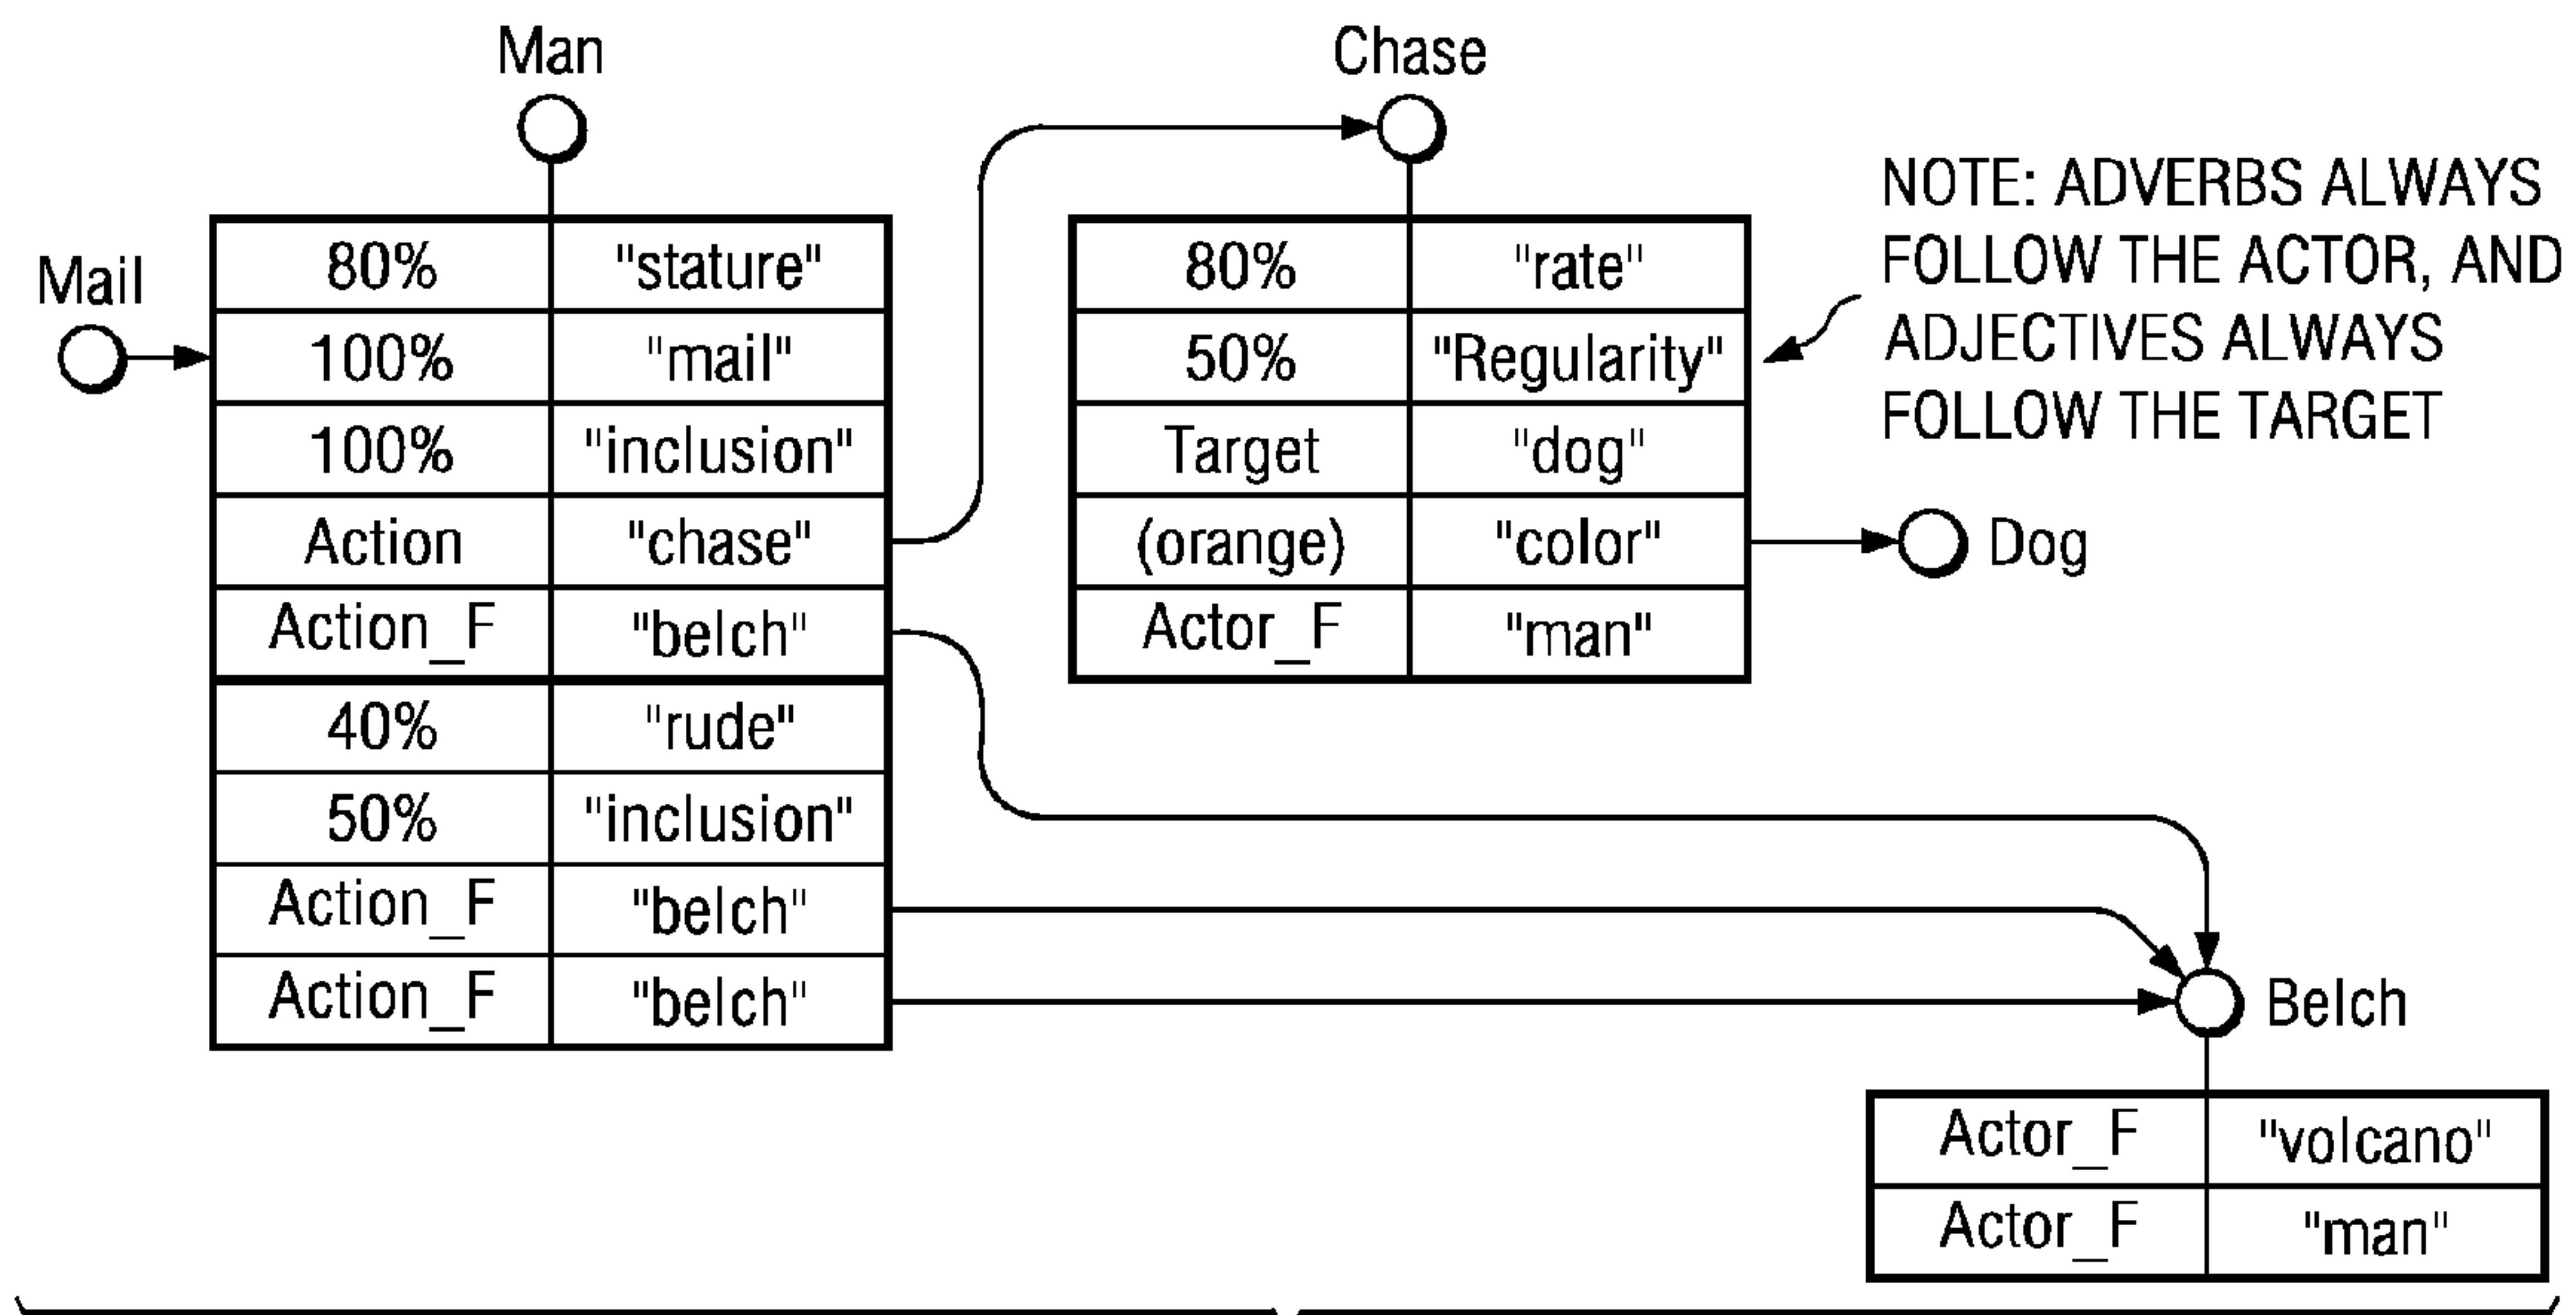 Man
Chase
Mail
80% "stature"
100% "mail"
100% "inclusion"
Action "chase"
Action_F "belch"
40% "rude"
50% "inclusion"
Action_F "belch"
Action_F "belch"
80% "rate"
50% "Regularity"
Target "dog"
(orange) "color"
Actor_F "man"
NOTE: ADVERBS ALWAYS
FOLLOW THE ACTOR, AND
ADJECTIVES ALWAYS
FOLLOW THE TARGET
Dog
Belch
Actor_F "volcano"
Actor_F "man"